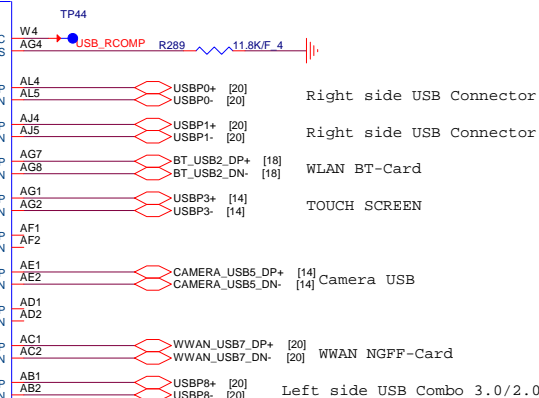 TP44
C W4
S AG4 USB_RCOMP R289 11.8K/F_4
P AL4 USBP0+ [20]
N AL5 USBP0- [20]
Right side USB Connector
P AJ4 USBP1+ [20]
N AJ5 USBP1- [20]
Right side USB Connector
P AG7 BT_USB2_DP+ [18]
N AG8 BT_USB2_DN- [18]
WLAN BT-Card
P AG1 USBP3+ [14]
N AG2 USBP3- [14]
TOUCH SCREEN
P AF1
N AF2
P AE1 CAMERA_USB5_DP+ [14]
N AE2 CAMERA_USB5_DN- [14]
Camera USB
P AD1
N AD2
P AC1 WWAN_USB7_DP+ [20]
N AC2 WWAN_USB7_DN- [20]
WWAN NGFF-Card
P AB1 USBP8+ [20]
N AB2 USBP8- [20]
Left side USB Combo 3.0/2.0